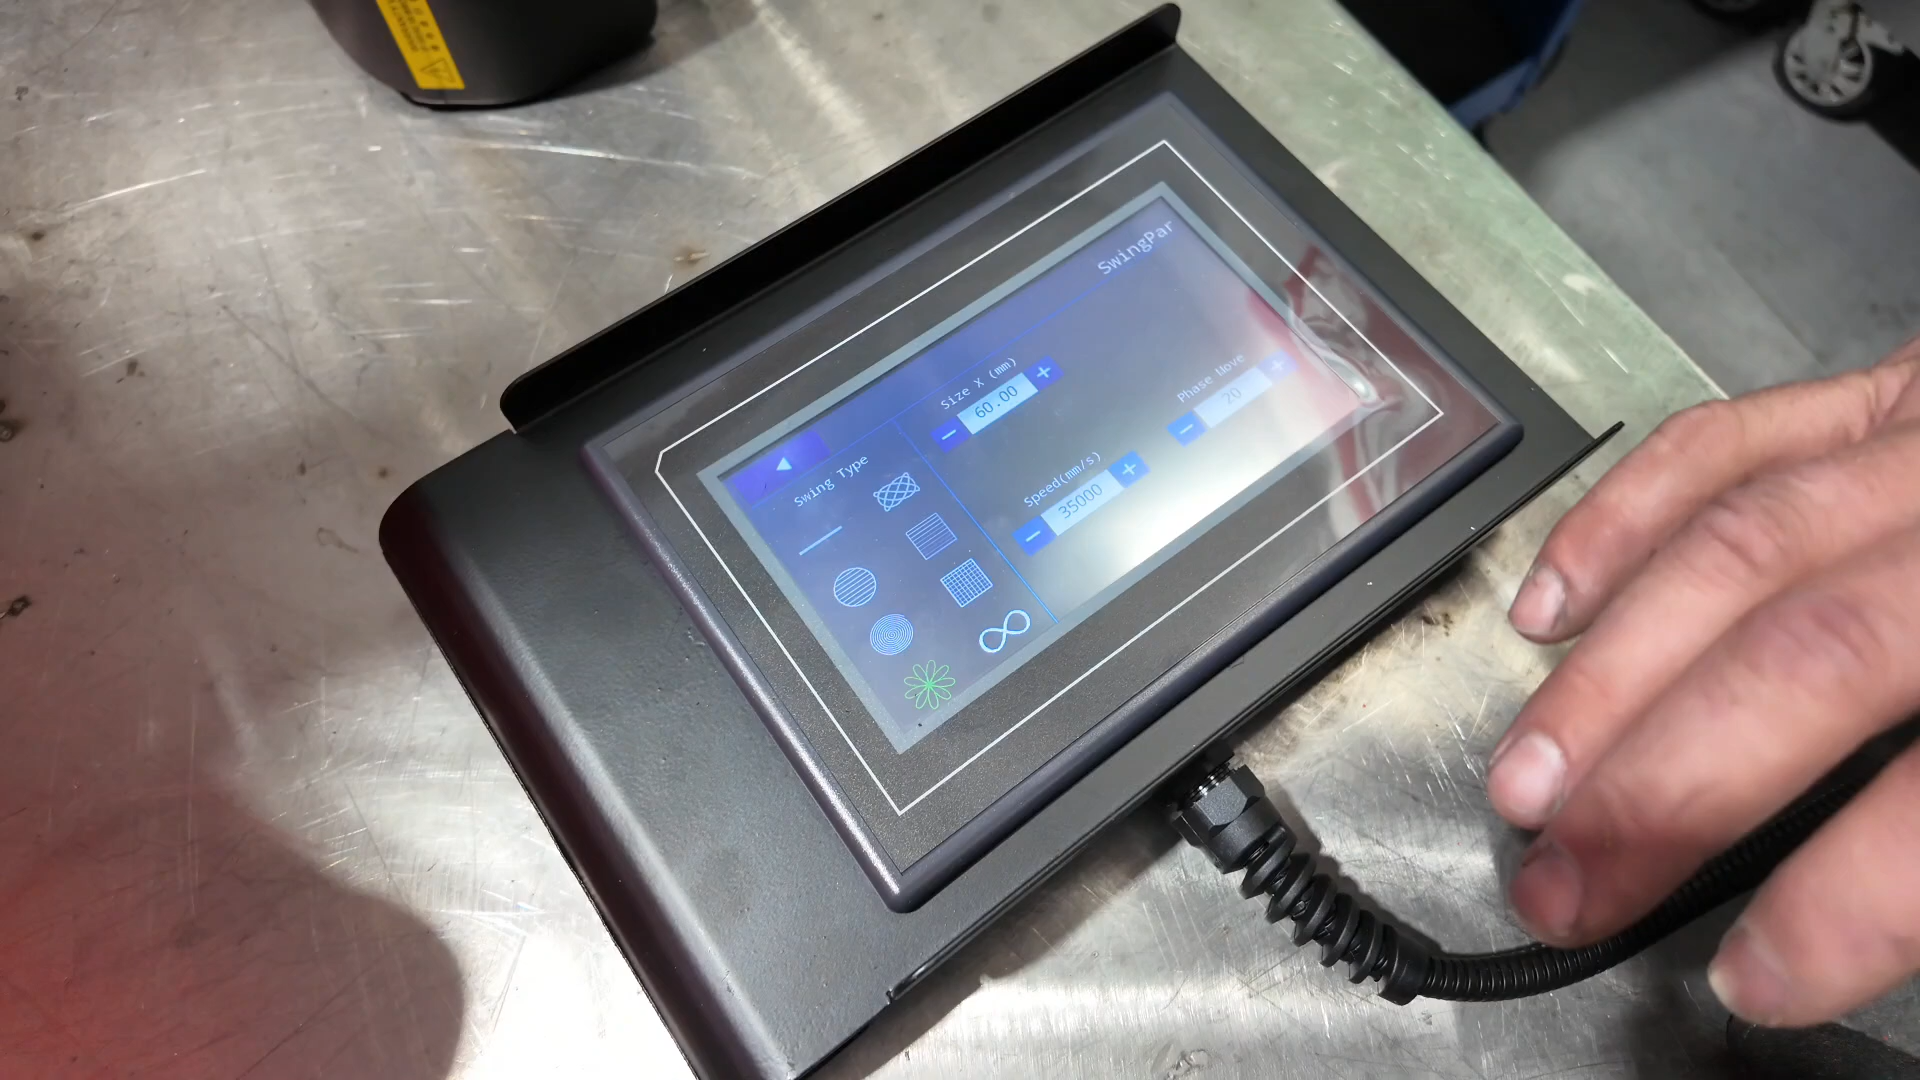 SwingPar
Swing Type
Size X (mm)
60.00
Speed(mm/s)
35000
Phase Move
20